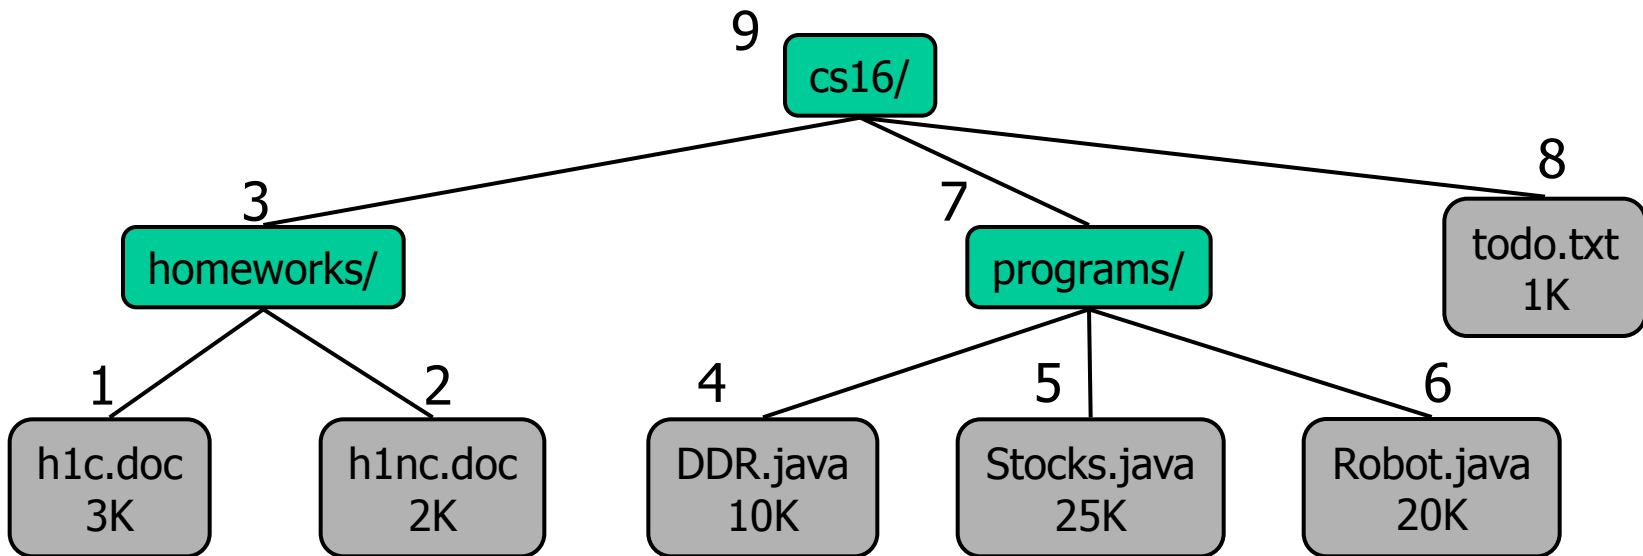 9
cs16/
8
3
7
todo.txt
1K
homeworks/
programs/
1
2
4
5
6
h1c.doc
3K
h1nc.doc
2K
DDR.java
10K
Stocks.java
25K
Robot.java
20K